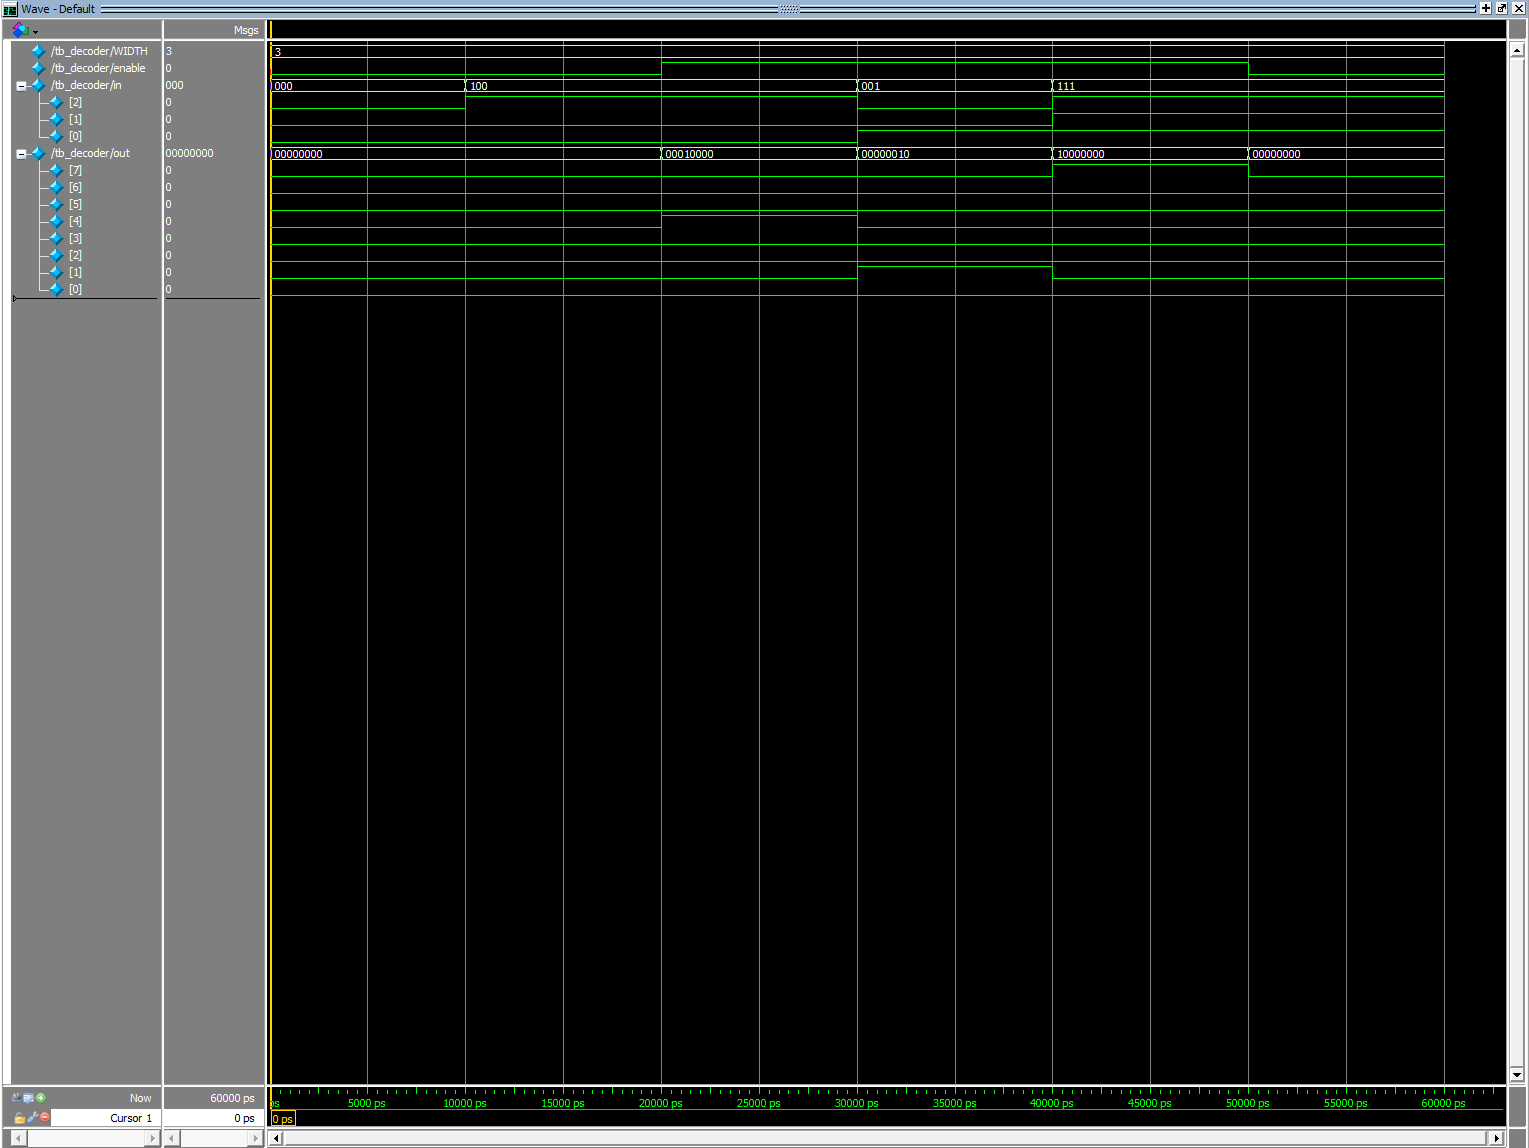 Wave - Default
Msgs
/tb_decoder/WIDTH 3 3
/tb_decoder/enable 0
/tb_decoder/in 000 000 100 001 111
[2] 0
[1] 0
[0] 0
/tb_decoder/out 00000000 00000000 00010000 00000010 10000000 00000000
[7] 0
[6] 0
[5] 0
[4] 0
[3] 0
[2] 0
[1] 0
[0] 0
Now 60000 ps ps 5000 ps 10000 ps 15000 ps 20000 ps 25000 ps 30000 ps 35000 ps 40000 ps 45000 ps 50000 ps 55000 ps 60000 ps
Cursor 1 0 ps 0 ps